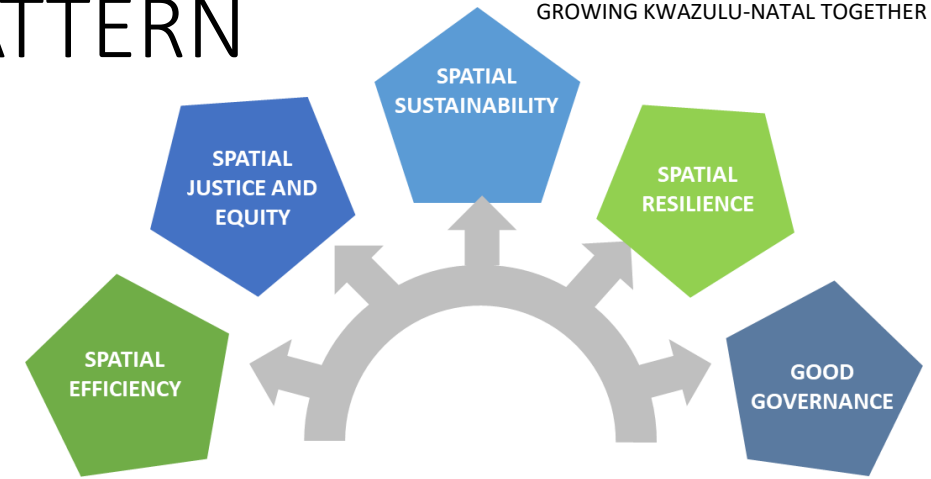 GROWING KWAZULU-NATAL TOGETHER
ATTERN
SPATIAL
SUSTAINABILITY
SPATIAL
JUSTICE AND
EQUITY
SPATIAL
RESILIENCE
SPATIAL
EFFICIENCY
GOOD
GOVERNANCE